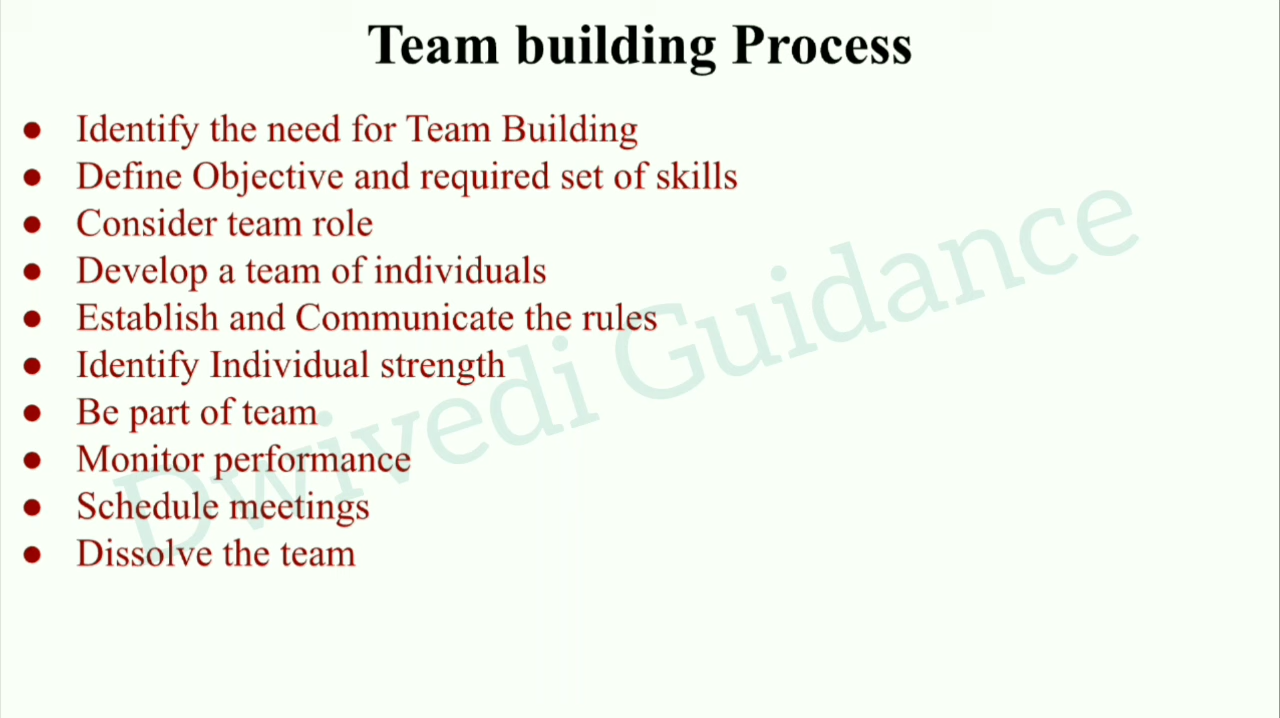 Team building Process
● Identify the need for Team Building
● Define Objective and required set of skills
● Consider team role
● Develop a team of individuals
● Establish and Communicate the rules
● Identify Individual strength
● Be part of team
● Monitor performance
● Schedule meetings
● Dissolve the team
Dwivedi Guidance